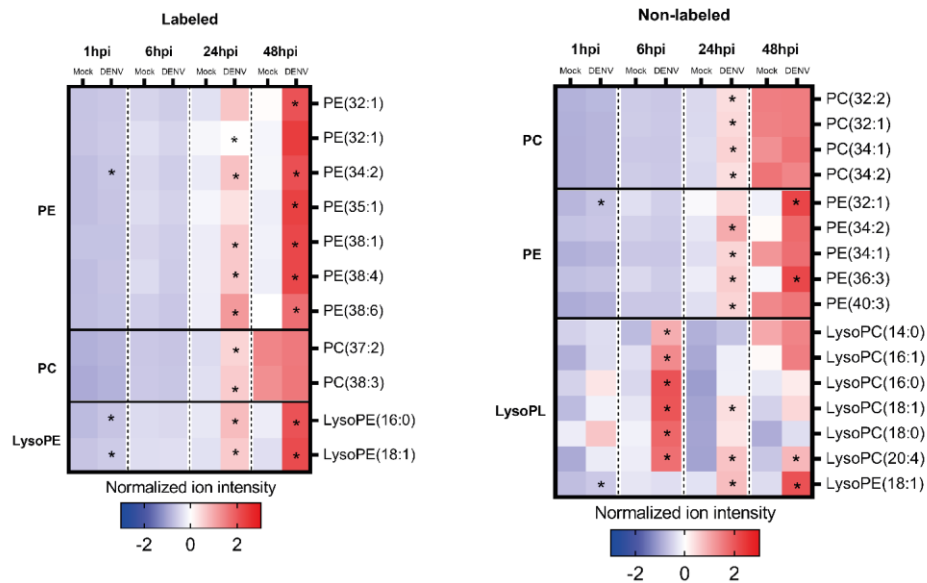 Labeled
1hpi 6hpi 24hpi 48hpi
Mock DENV Mock DENV Mock DENV Mock DENV
PE
PE(32:1)
PE(32:1)
* *
PE(34:2)
* * *
PE(35:1)
*
PE(38:1)
* *
PE(38:4)
* *
PE(38:6)
* *
PC
PC(37:2)
*
PC(38:3)
*
LysoPE
LysoPE(16:0)
* * *
LysoPE(18:1)
* * *
Normalized ion intensity
-2 0 2
Non-labeled
1hpi 6hpi 24hpi 48hpi
Mock DENV Mock DENV Mock DENV Mock DENV
PC
PC(32:2)
*
PC(32:1)
*
PC(34:1)
*
PC(34:2)
*
PE
PE(32:1)
* *
PE(34:2)
*
PE(34:1)
*
PE(36:3)
* *
PE(40:3)
*
LysoPL
LysoPC(14:0)
*
LysoPC(16:1)
*
LysoPC(16:0)
*
LysoPC(18:1)
* *
LysoPC(18:0)
*
LysoPC(20:4)
* * *
LysoPE(18:1)
* * *
Normalized ion intensity
-2 0 2